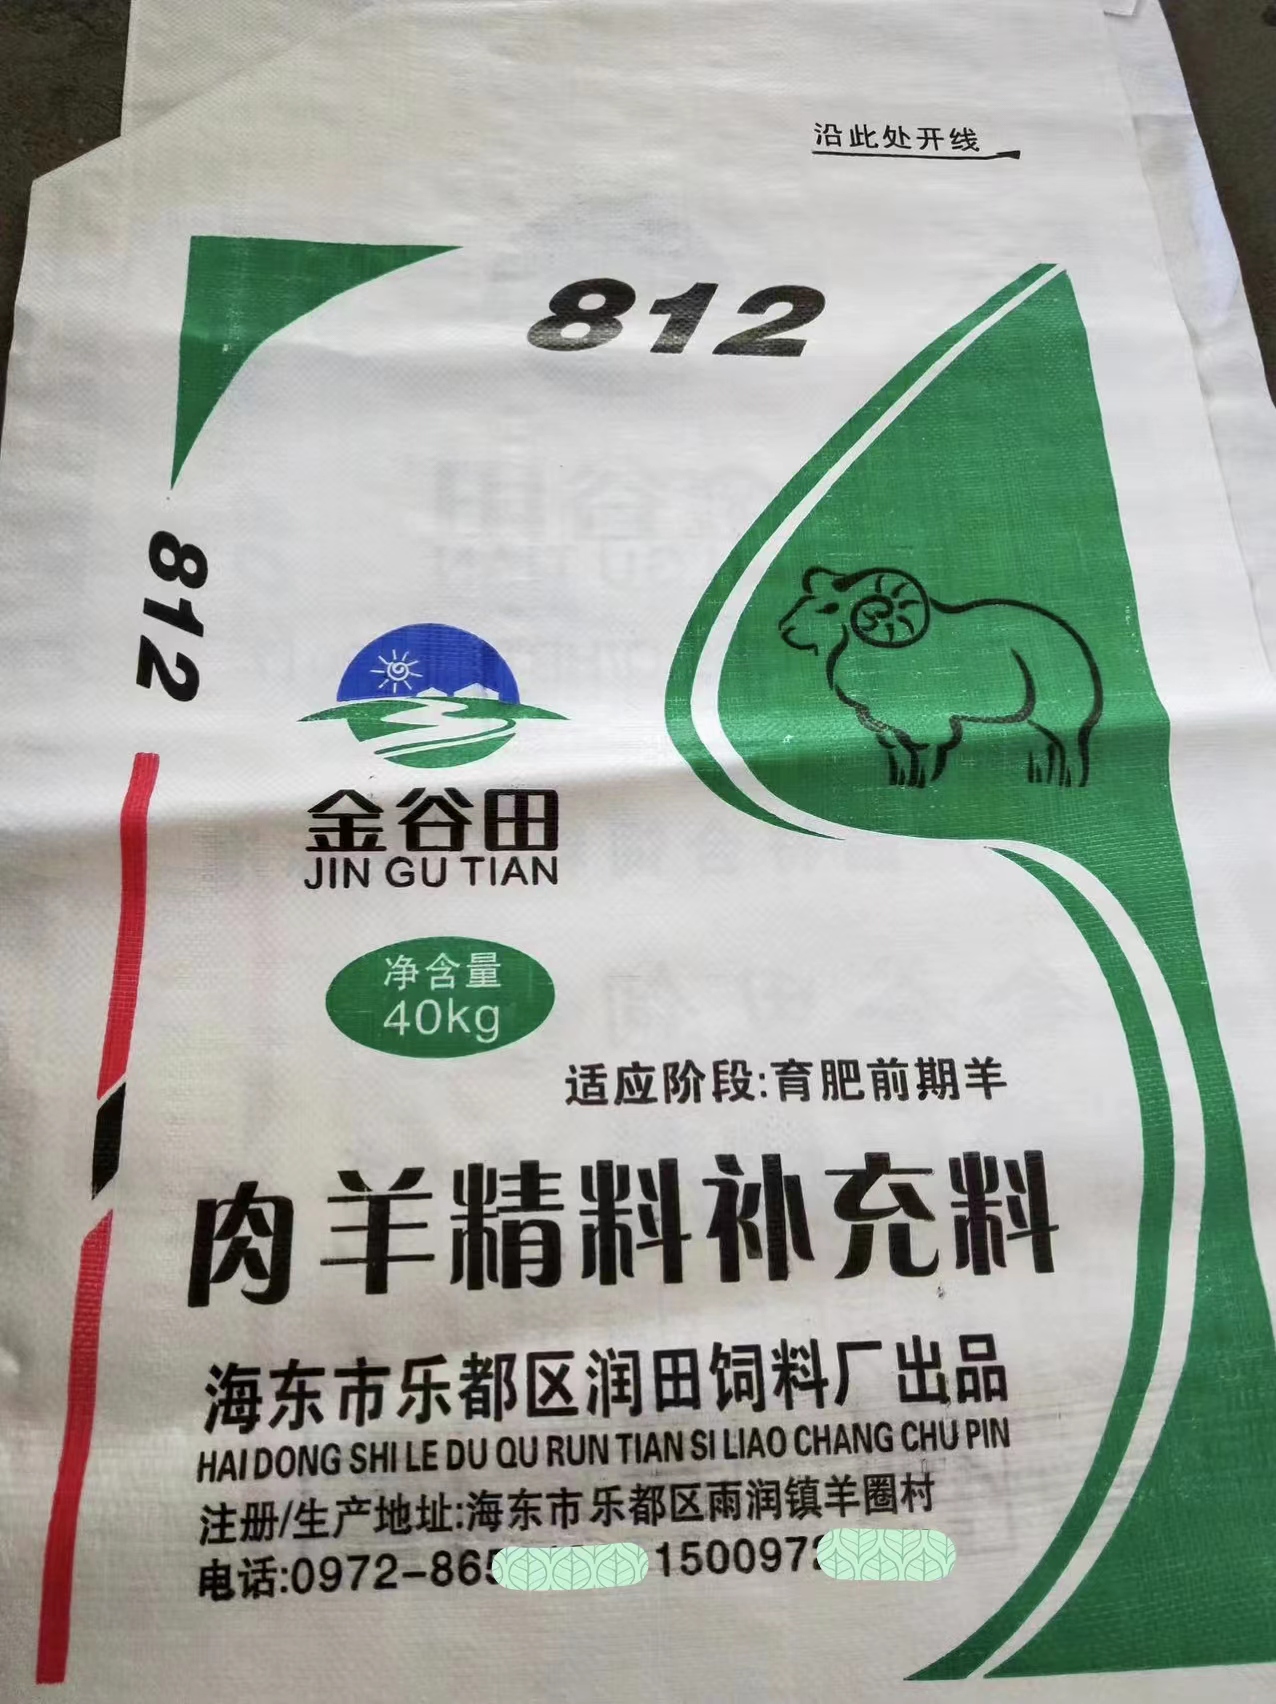 沿此处开线
812
812
金谷田
JIN GU TIAN
净含量
40kg
适应阶段:育肥前期羊
肉羊精料补充料
海东市乐都区润田饲料厂出品
HAI DONG SHI LE DU QU RUN TIAN SI LIAO CHANG CHU PIN
注册/生产地址:海东市乐都区雨润镇羊圈村
电话:0972-865 1500972